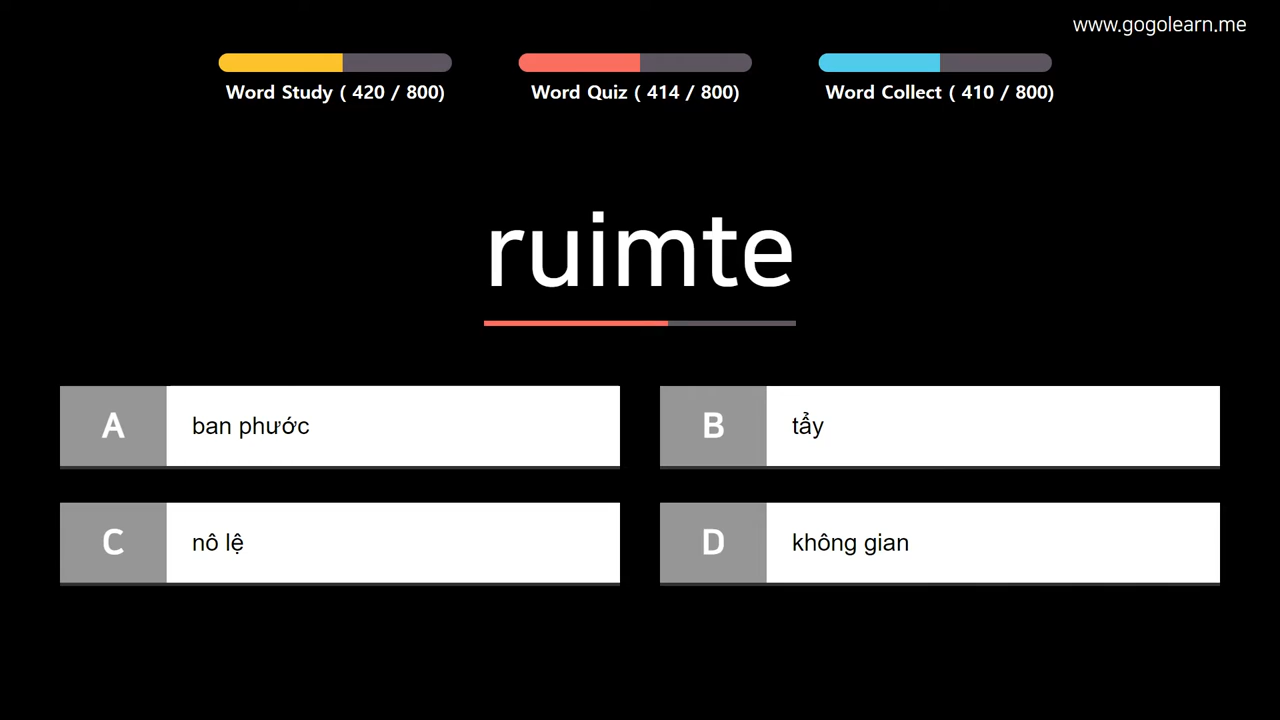 www.gogolearn.me
Word Study ( 420 / 800)
Word Quiz ( 414 / 800)
Word Collect ( 410 / 800)
ruimte
A
ban phước
B
tẩy
C
nô lệ
D
không gian